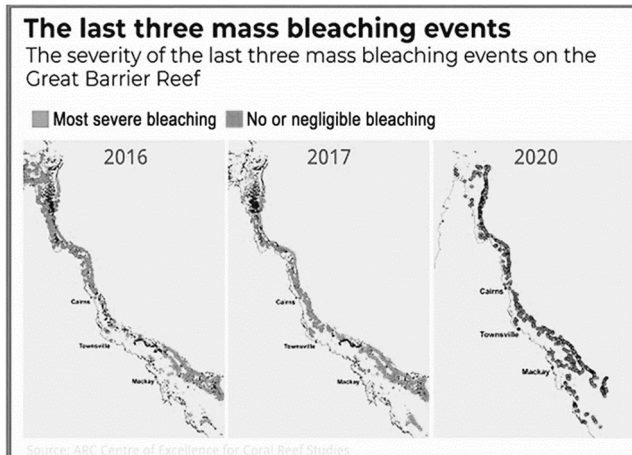 The last three mass bleaching events
The severity of the last three mass bleaching events on the
Great Barrier Reef
Most severe bleaching No or negligible bleaching
2016 2017 2020
Cairns
Townsville
Mackay
Cairns
Townsville
Mackay
Cairns
Townsville
Mackay
Source: ARC Centre of Excellence for Coral Reef Studies